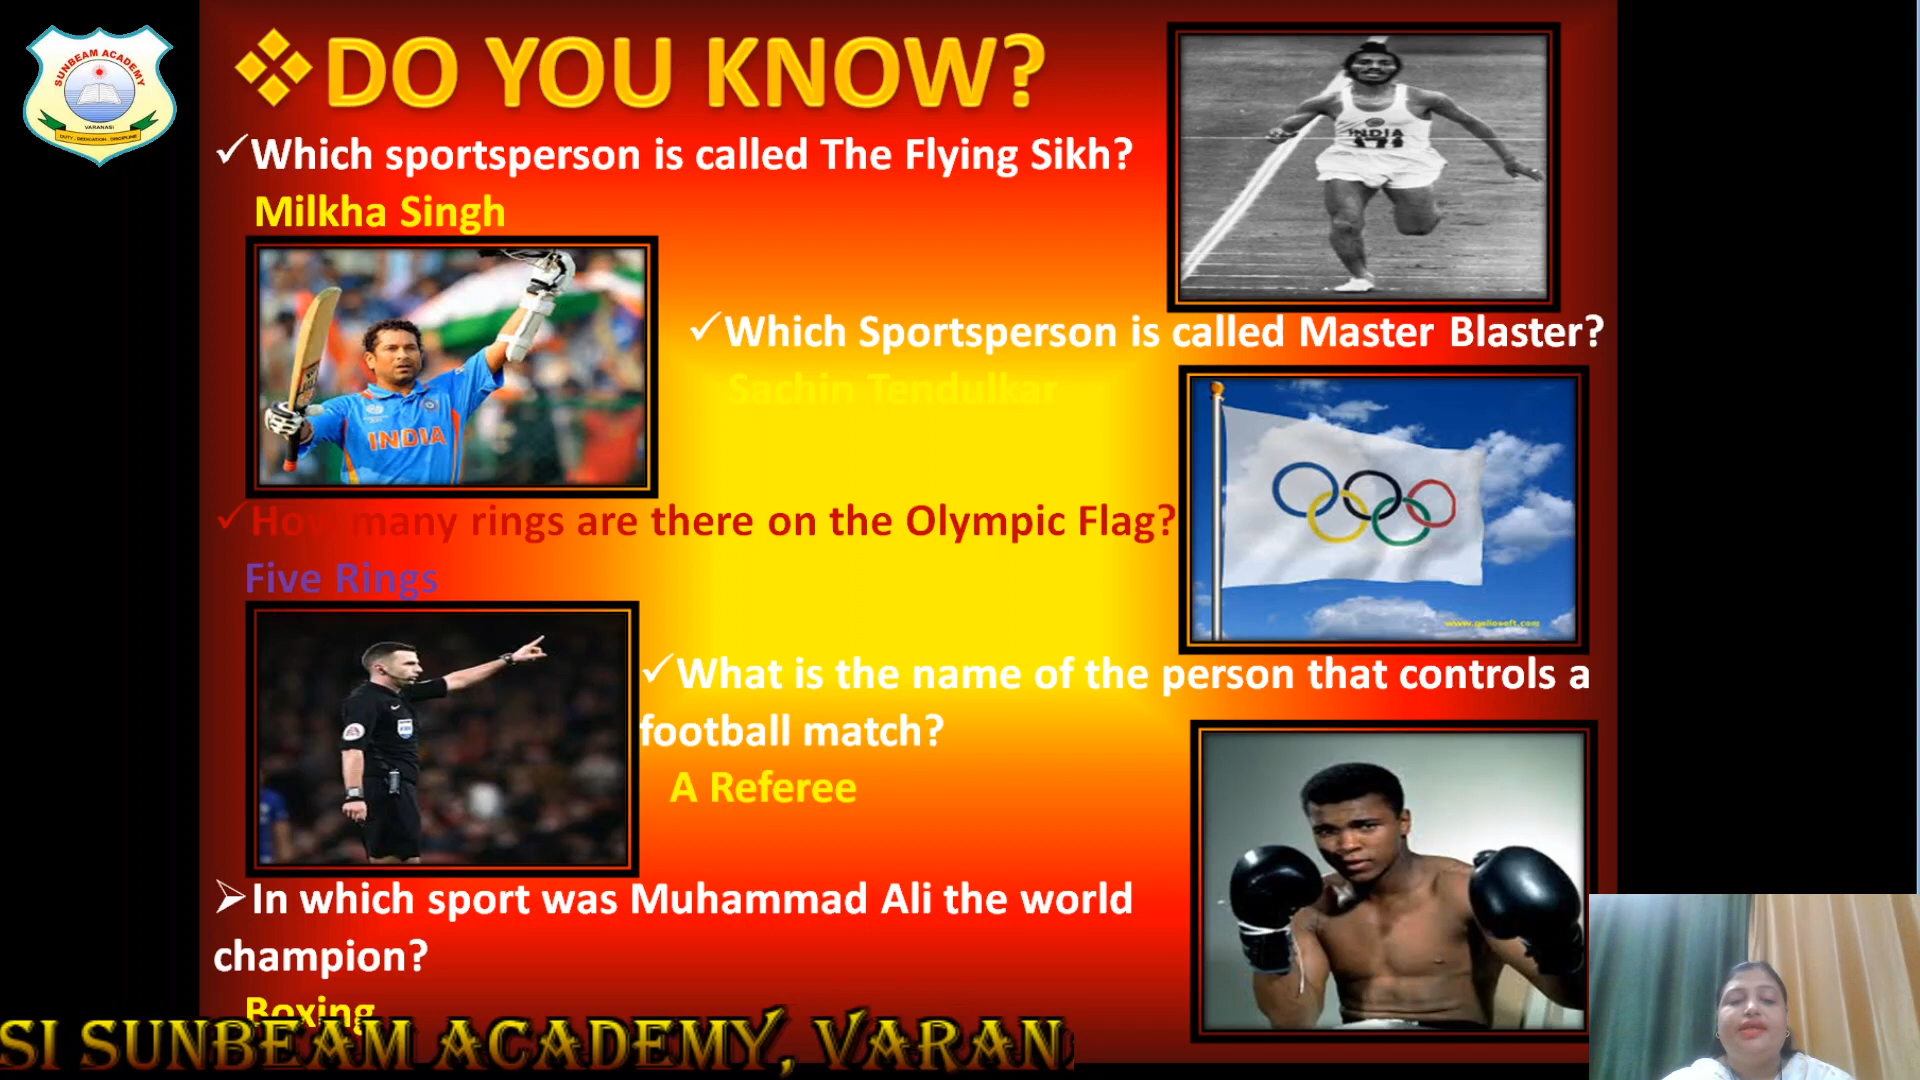 SUNBEAM ACADEMY
VARANASI
DUTY - DEDICATION - DISCIPLINE
DO YOU KNOW?
Which sportsperson is called The Flying Sikh?
Milkha Singh
INDIA
Which Sportsperson is called Master Blaster?
Sachin Tendulkar
INDIA
How many rings are there on the Olympic Flag?
Five Rings
What is the name of the person that controls a
football match?
A Referee
In which sport was Muhammad Ali the world
champion?
Boxing
SI SUNBEAM ACADEMY, VARAN